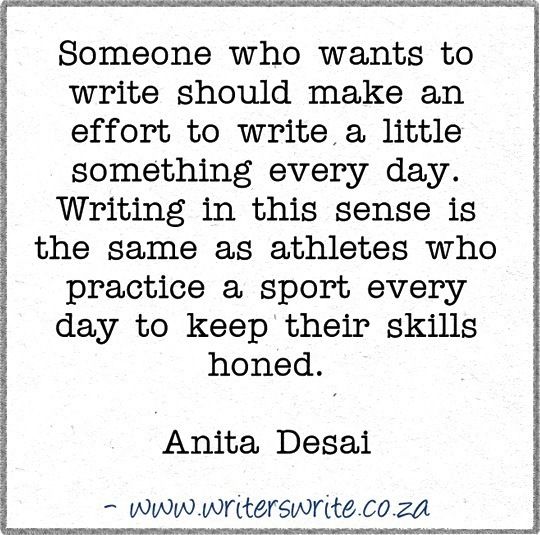 Someone who wants to
write should make an
effort to write a little
something every day.
Writing in this sense is
the same as athletes who
practice a sport every
day to keep their skills
honed.
Anita Desai
- www.writerswrite.co.za